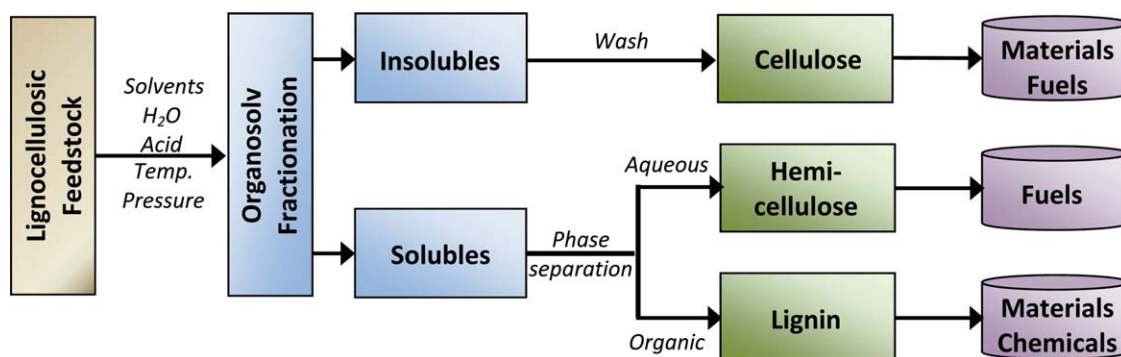 Lignocellulosic
Feedstock
Solvents
H₂O
Acid
Temp.
Pressure
Organosolv
Fractionation
Insolubles
Wash
Cellulose
Materials
Fuels
Solubles
Phase
separation
Aqueous
Hemi-
cellulose
Fuels
Organic
Lignin
Materials
Chemicals